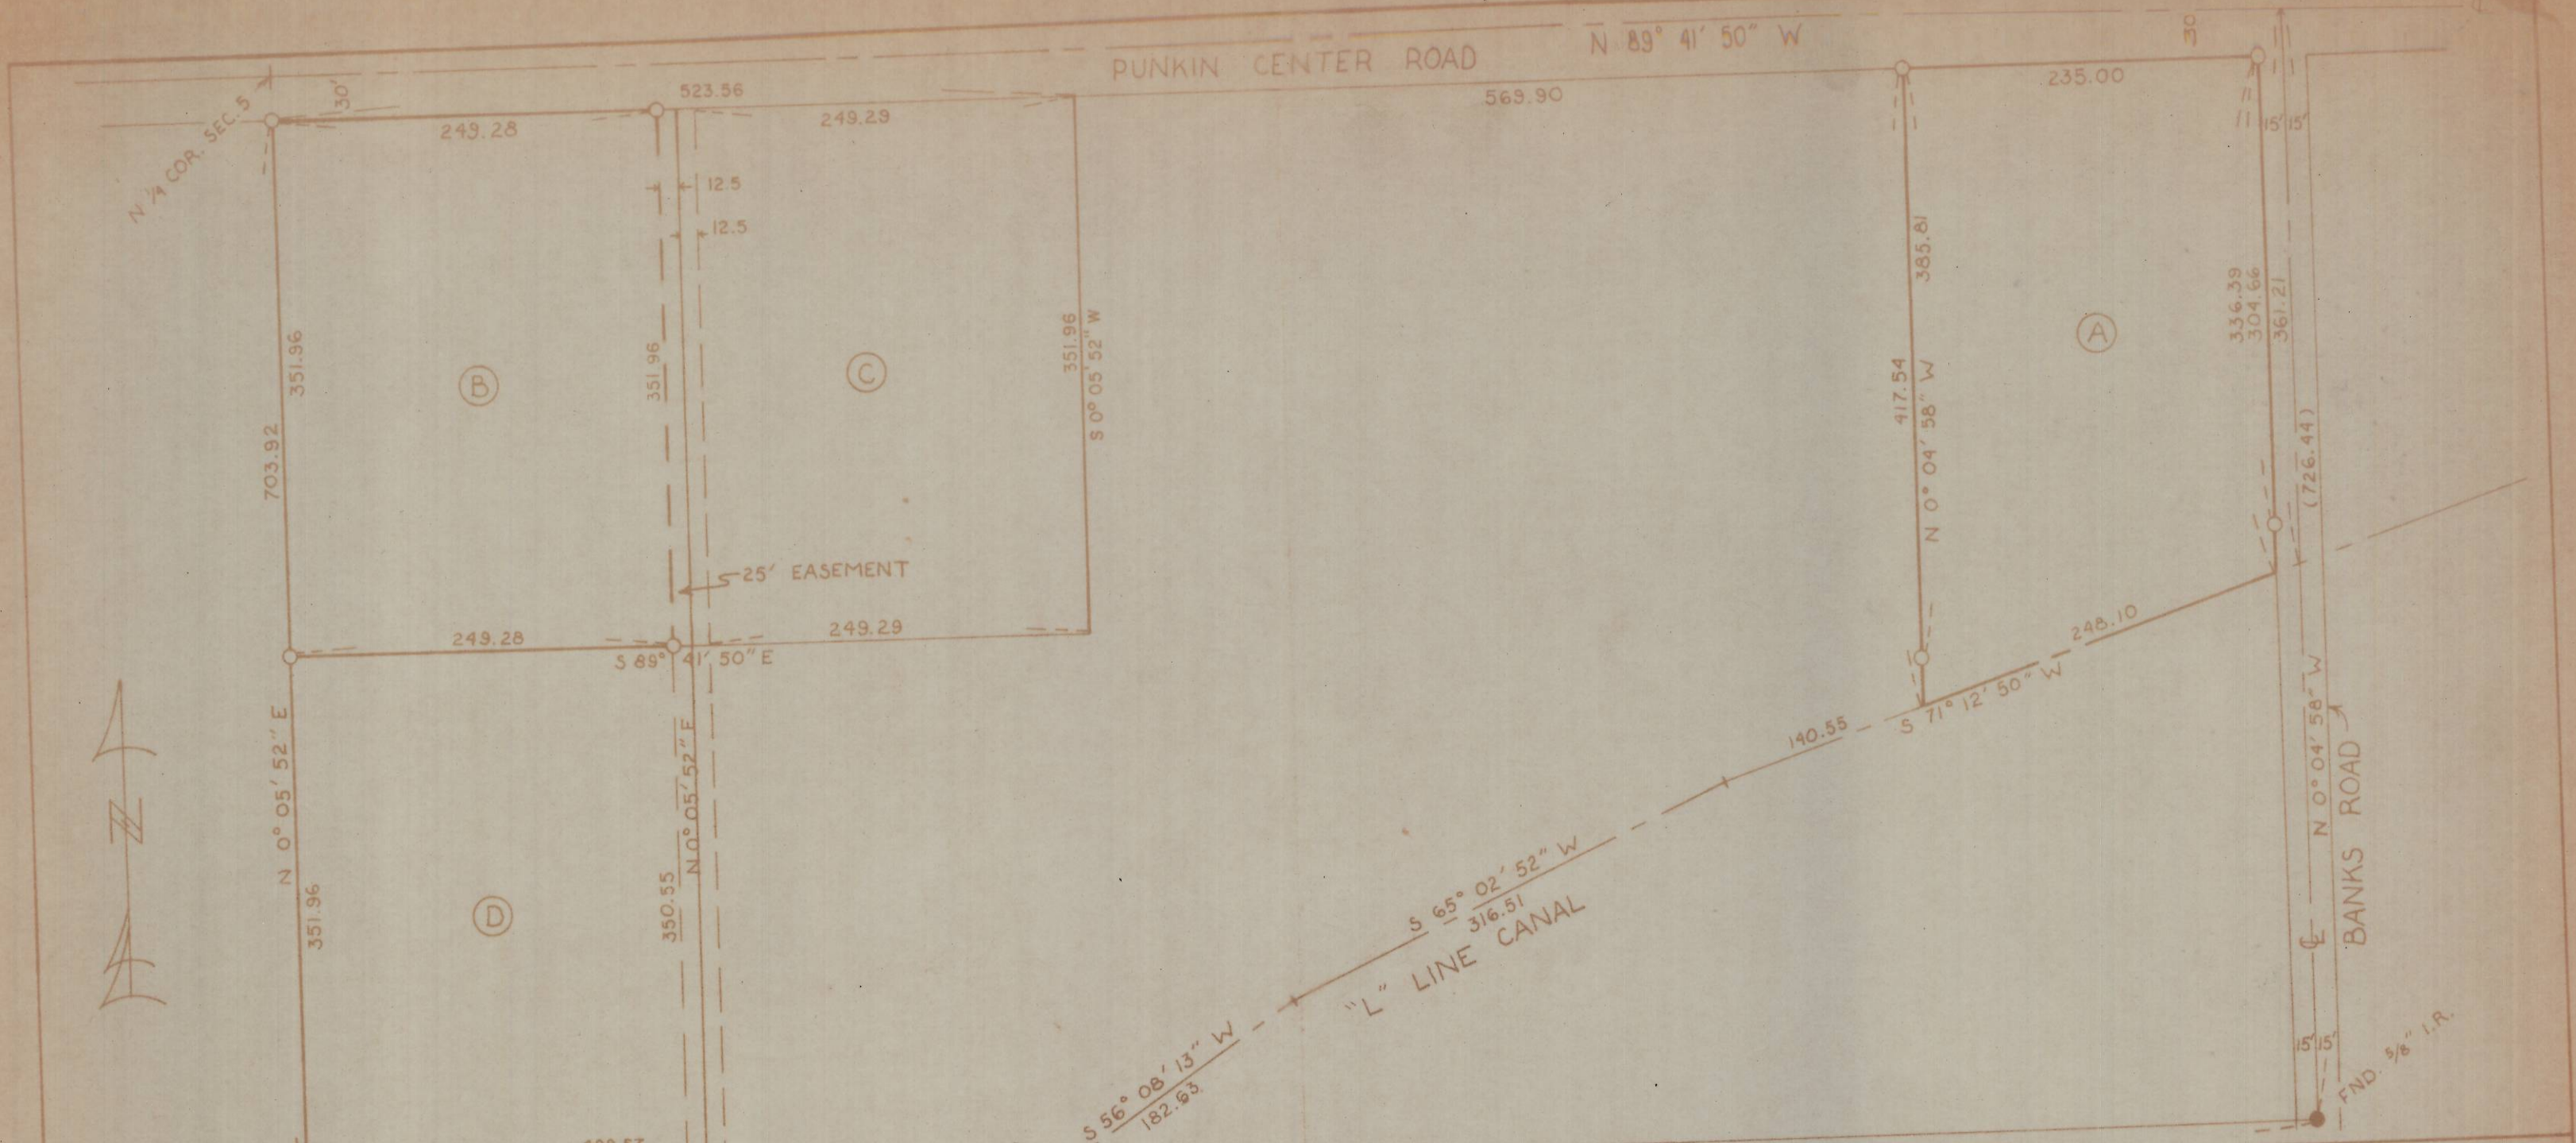 PUNKIN CENTER ROAD
N 89° 41' 50" W
30
30'
523.56
249.28
249.29
569.90
235.00
N ¼ COR. SEC. 5
15' 15'
12.5
12.5
385.81
417.54
N 0° 04' 58" W
336.39
304.66
361.21
(726.44)
351.96
703.92
351.96
351.96
S 0° 05' 52" W
B
C
A
25' EASEMENT
249.28
249.29
S 89° 41' 50" E
248.10
S 71° 12' 50" W
140.55
N 0° 05' 52" E
351.96
350.55
N 0° 05' 52" E
D
N
S 65° 02' 52" W
316.51
"L" LINE CANAL
S 56° 08' 13" W
182.63
N 0° 04' 58" W
BANKS ROAD
℄
15' 15'
FND. 5/8" I.R.